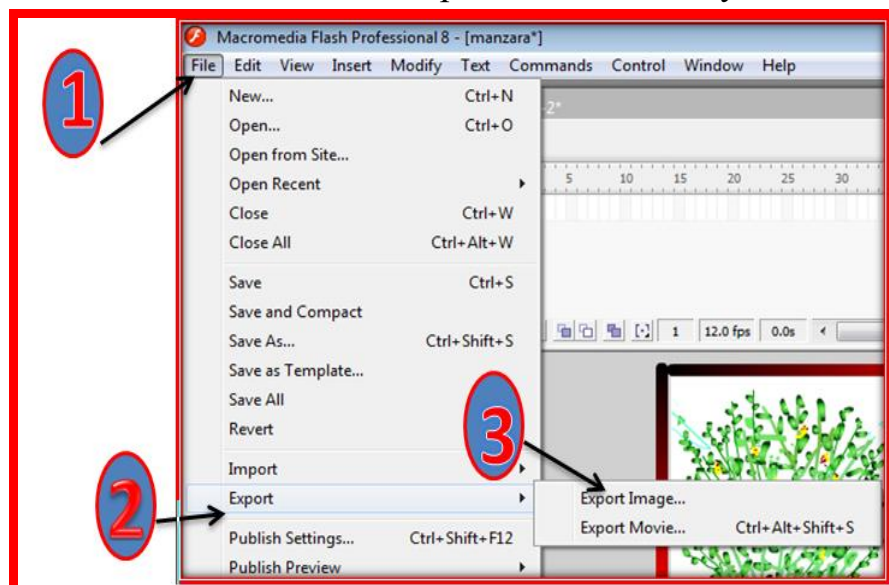 Macromedia Flash Professional 8 - [manzara*]
File Edit View Insert Modify Text Commands Control Window Help
1
New... Ctrl+N
-2*
Open... Ctrl+O
Open from Site...
5 10 15 20 25 30
Open Recent
Close Ctrl+W
Close All Ctrl+Alt+W
Save Ctrl+S
Save and Compact
1 12.0 fps 0.0s
Save As... Ctrl+Shift+S
Save as Template...
Save All
Revert
3
Import
2
Export
Export Image...
Export Movie... Ctrl+Alt+Shift+S
Publish Settings... Ctrl+Shift+F12
Publish Preview